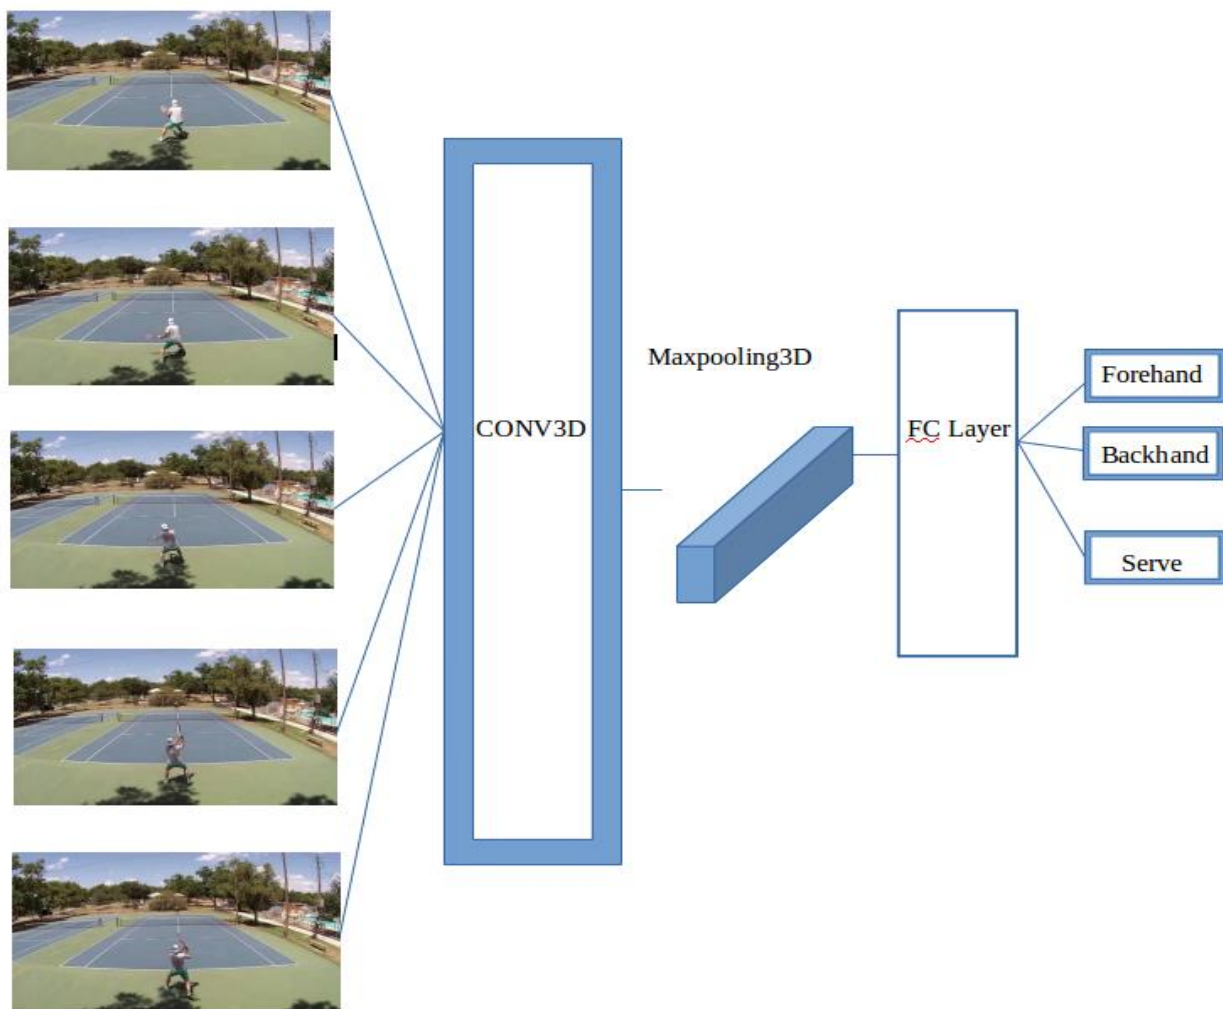 Maxpooling3D
CONV3D
FC Layer
Forehand
Backhand
Serve